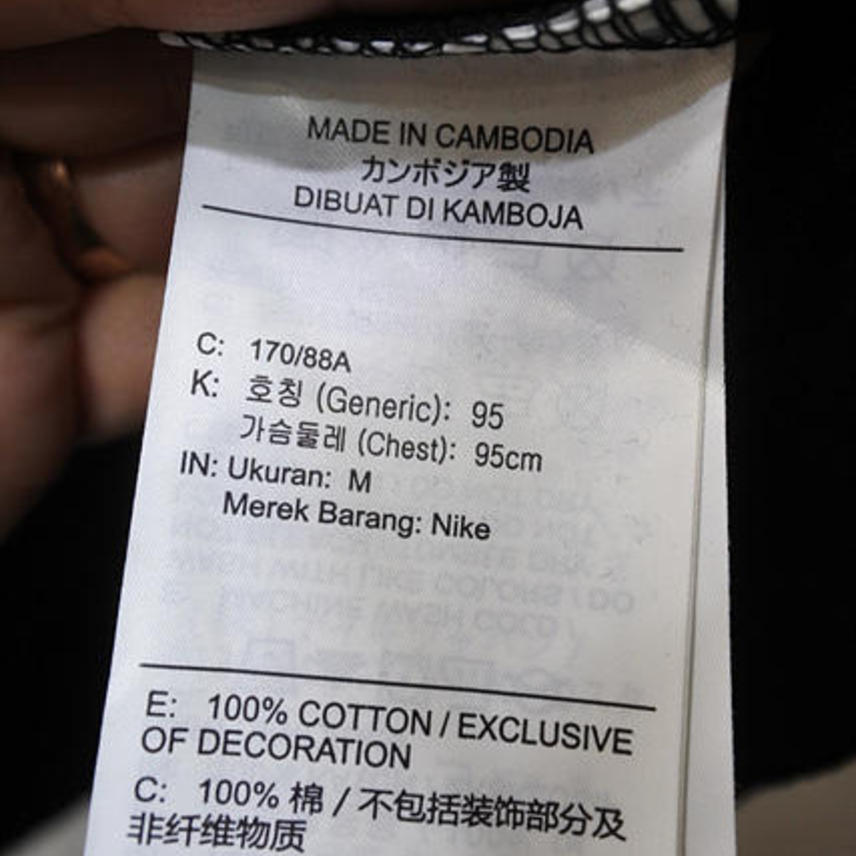 MADE IN CAMBODIA
カンボジア製
DIBUAT DI KAMBOJA
C: 170/88A
K: 호칭 (Generic): 95
가슴둘레 (Chest): 95cm
IN: Ukuran: M
Merek Barang: Nike
E: 100% COTTON / EXCLUSIVE
OF DECORATION
C: 100% 棉 / 不包括装饰部分及
非纤维物质